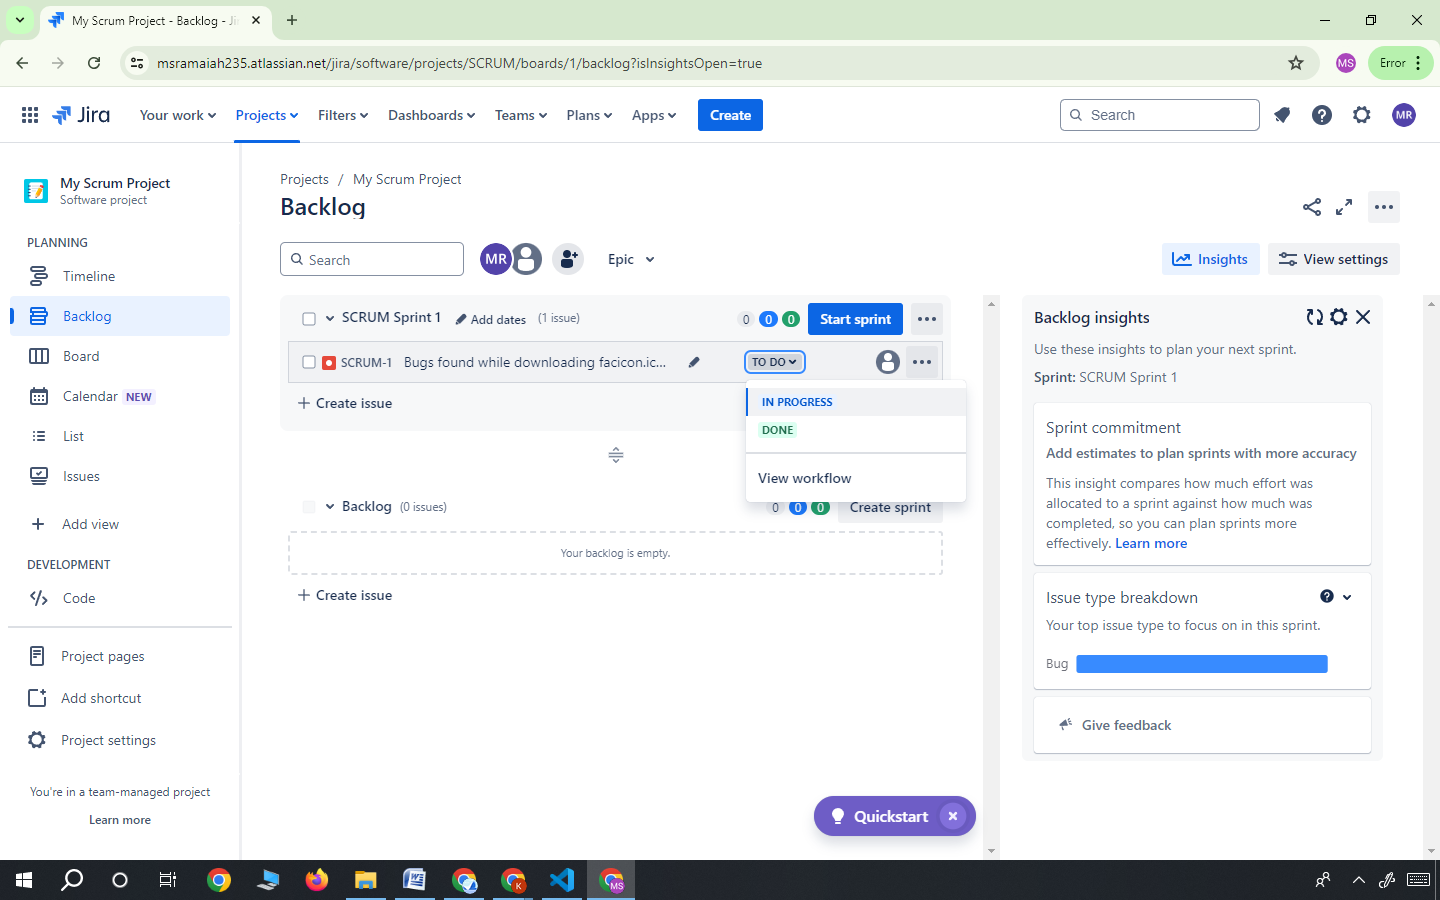 My Scrum Project - Backlog - Ji
msramaiah235.atlassian.net/jira/software/projects/SCRUM/boards/1/backlog?isInsightsOpen=true
MS
Error
Jira
Your work
Projects
Filters
Dashboards
Teams
Plans
Apps
Create
Search
MR
My Scrum Project
Software project
PLANNING
Timeline
Backlog
Board
Calendar NEW
List
Issues
Add view
DEVELOPMENT
Code
Project pages
Add shortcut
Project settings
You're in a team-managed project
Learn more
Projects / My Scrum Project
Backlog
Search
MR
Epic
Insights
View settings
SCRUM Sprint 1
Add dates
(1 issue)
0 0 0
Start sprint
SCRUM-1 Bugs found while downloading facicon.ic...
TO DO
IN PROGRESS
DONE
View workflow
Create issue
Backlog (0 issues)
0 0 0
Create sprint
Your backlog is empty.
Create issue
Backlog insights
Use these insights to plan your next sprint.
Sprint: SCRUM Sprint 1
Sprint commitment
Add estimates to plan sprints with more accuracy
This insight compares how much effort was
allocated to a sprint against how much was
completed, so you can plan sprints more
effectively. Learn more
Issue type breakdown
Your top issue type to focus on in this sprint.
Bug
Give feedback
Quickstart
K
MS